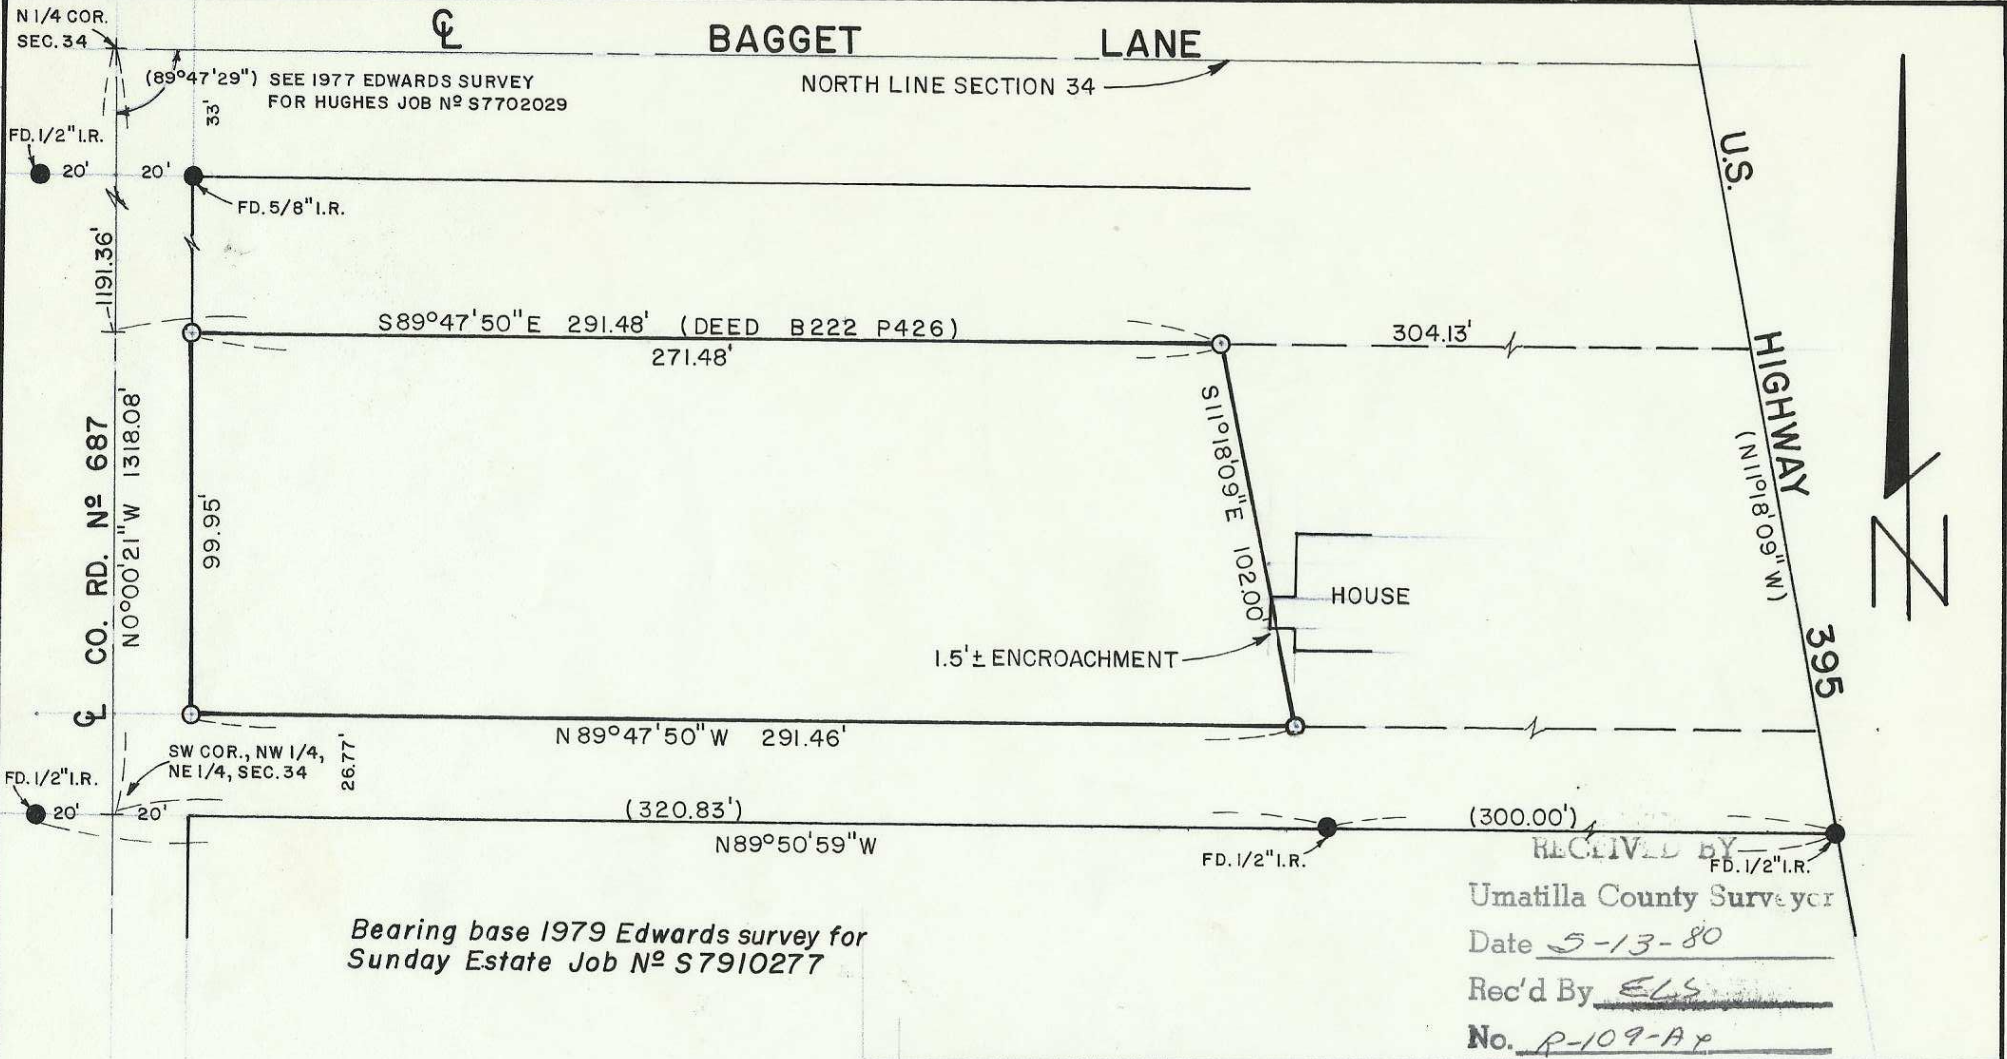 N 1/4 COR.
SEC. 34
℄ BAGGET LANE
NORTH LINE SECTION 34
(89°47'29") SEE 1977 EDWARDS SURVEY
FOR HUGHES JOB Nº S7702029
33'
FD. 1/2" I.R.
20'
20'
FD. 5/8" I.R.
U.S. HIGHWAY 395
(N11°18'09"W)
1191.36'
S89°47'50"E 291.48' (DEED B222 P426)
271.48'
304.13'
℄ CO. RD. Nº 687
N0°00'21"W 1318.08'
99.95'
S11°18'09"E 102.00'
HOUSE
1.5'± ENCROACHMENT
N89°47'50"W 291.46'
SW COR., NW 1/4,
NE 1/4, SEC. 34
26.77'
FD. 1/2" I.R.
20'
20'
(320.83')
N89°50'59"W
(300.00')
FD. 1/2" I.R.
FD. 1/2" I.R.
N
Bearing base 1979 Edwards survey for
Sunday Estate Job Nº S7910277
RECEIVED BY
Umatilla County Surveyor
Date 5-13-80
Rec'd By ELS
No. R-109-A